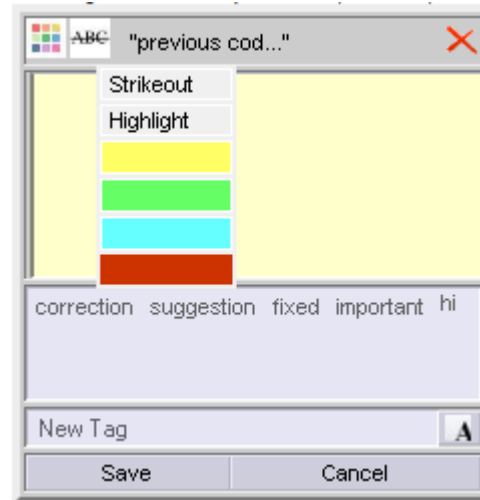 ABC "previous cod..."
Strikeout
Highlight
correction suggestion fixed important hi
New Tag A
Save Cancel